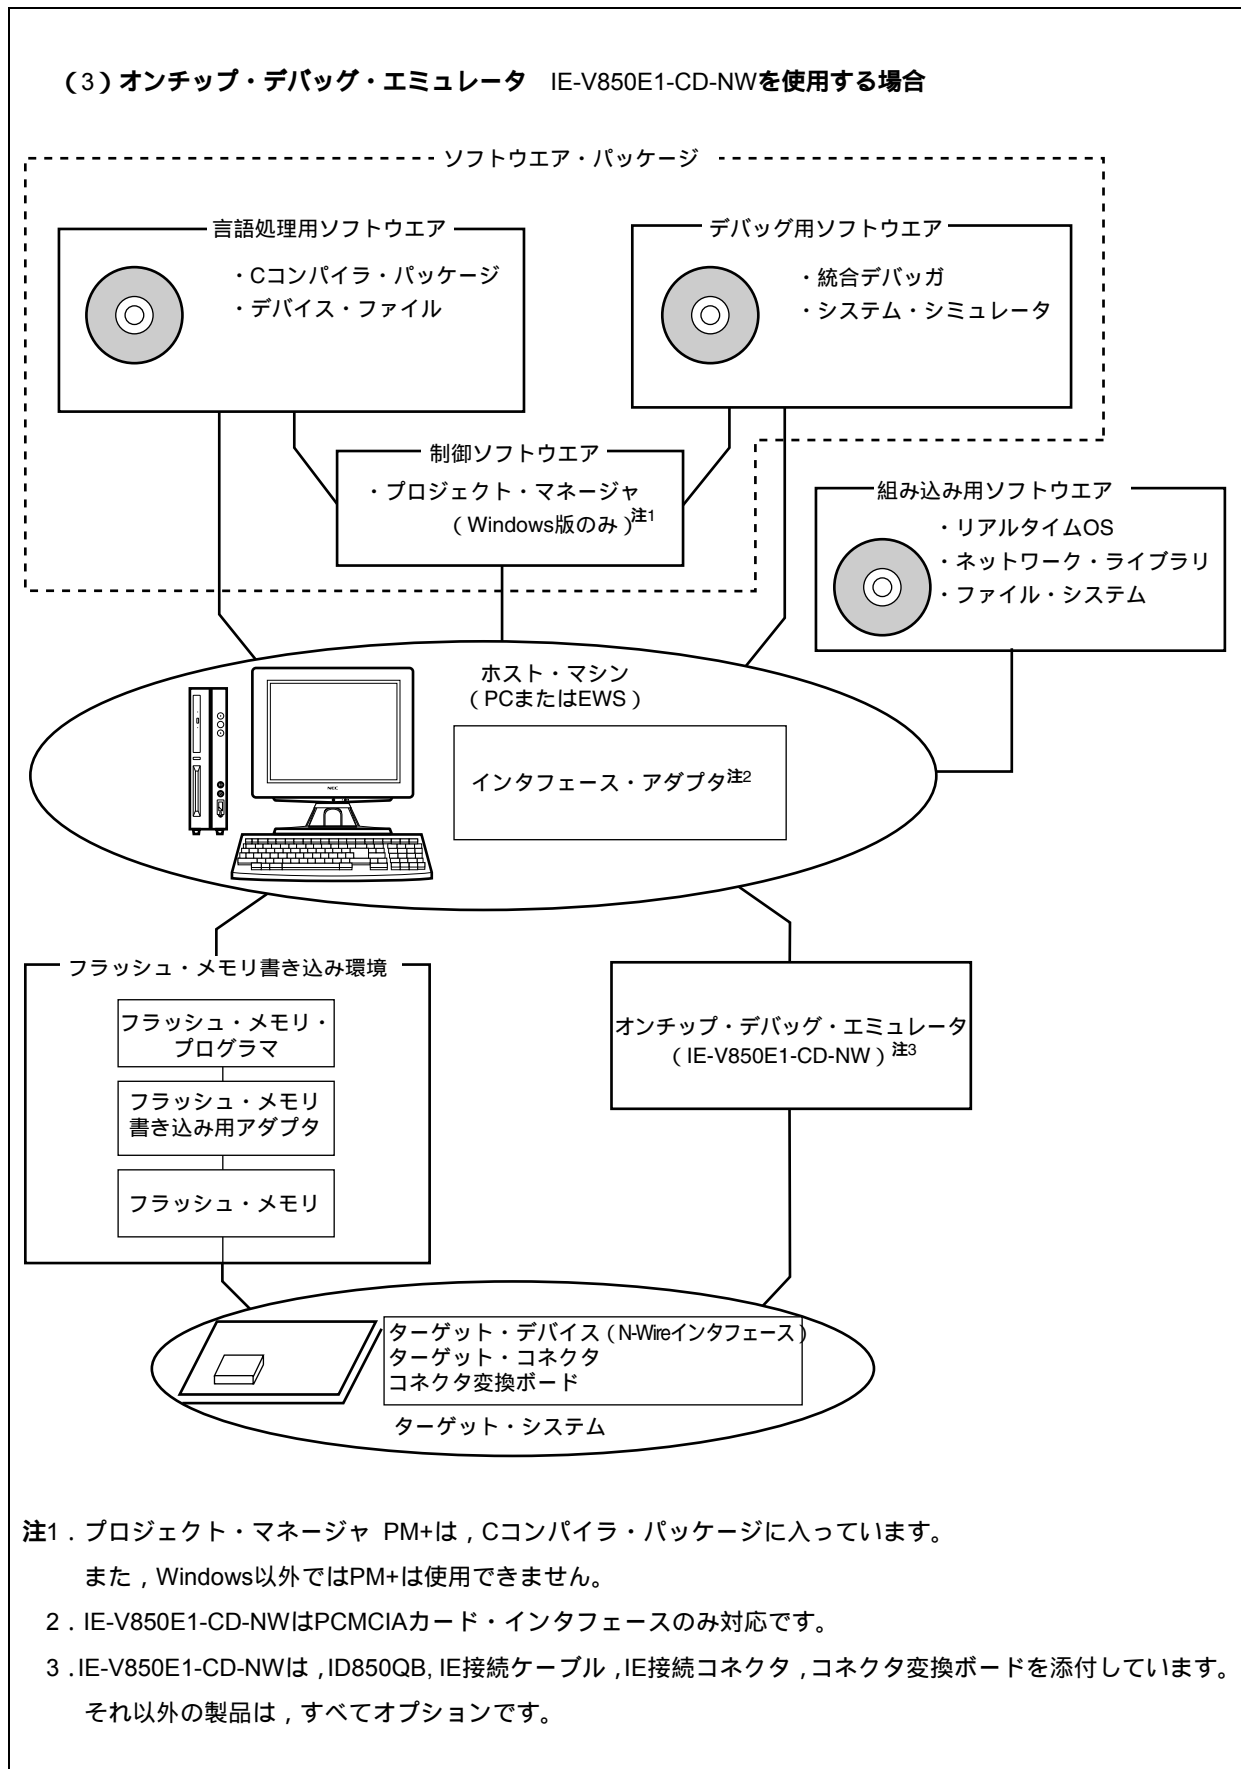 （3）オンチップ・デバッグ・エミュレータ　IE-V850E1-CD-NWを使用する場合
ソフトウエア・パッケージ
言語処理用ソフトウエア
・Cコンパイラ・パッケージ
・デバイス・ファイル
デバッグ用ソフトウエア
・統合デバッガ
・システム・シミュレータ
制御ソフトウエア
・プロジェクト・マネージャ
（Windows版のみ）注1
組み込み用ソフトウエア
・リアルタイムOS
・ネットワーク・ライブラリ
・ファイル・システム
ホスト・マシン
（PCまたはEWS）
インタフェース・アダプタ注2
NEC
フラッシュ・メモリ書き込み環境
フラッシュ・メモリ・
プログラマ
フラッシュ・メモリ
書き込み用アダプタ
フラッシュ・メモリ
オンチップ・デバッグ・エミュレータ
（IE-V850E1-CD-NW）注3
ターゲット・デバイス（N-Wireインタフェース）
ターゲット・コネクタ
コネクタ変換ボード
ターゲット・システム
注1．プロジェクト・マネージャ PM+は，Cコンパイラ・パッケージに入っています。
また，Windows以外ではPM+は使用できません。
2．IE-V850E1-CD-NWはPCMCIAカード・インタフェースのみ対応です。
3．IE-V850E1-CD-NWは，ID850QB, IE接続ケーブル，IE接続コネクタ，コネクタ変換ボードを添付しています。
それ以外の製品は，すべてオプションです。